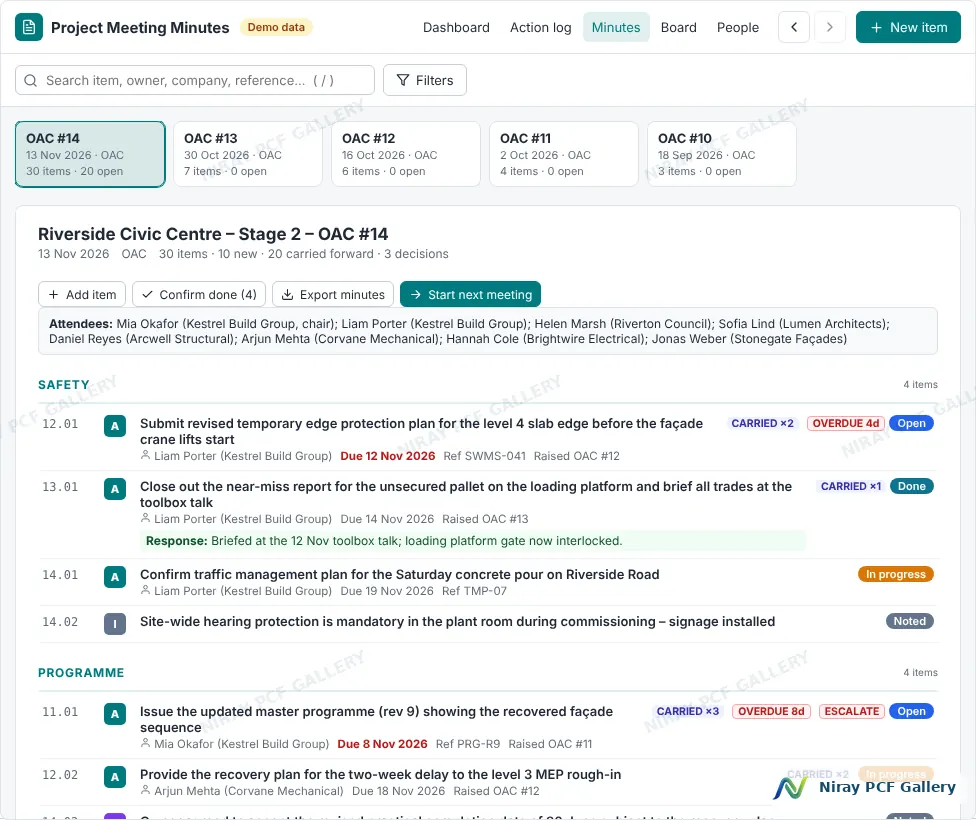 Project Meeting Minutes
Demo data
Dashboard
Action log
Minutes
Board
People
New item
Search item, owner, company, reference... ( / )
Filters
OAC #14
13 Nov 2026 · OAC
30 items · 20 open
OAC #13
30 Oct 2026 · OAC
7 items · 0 open
OAC #12
16 Oct 2026 · OAC
6 items · 0 open
OAC #11
2 Oct 2026 · OAC
4 items · 0 open
OAC #10
18 Sep 2026 · OAC
3 items · 0 open
Riverside Civic Centre – Stage 2 – OAC #14
13 Nov 2026 OAC 30 items · 10 new · 20 carried forward · 3 decisions
Add item
Confirm done (4)
Export minutes
Start next meeting
Attendees: Mia Okafor (Kestrel Build Group, chair); Liam Porter (Kestrel Build Group); Helen Marsh (Riverton Council); Sofia Lind (Lumen Architects);
Daniel Reyes (Arcwell Structural); Arjun Mehta (Corvane Mechanical); Hannah Cole (Brightwire Electrical); Jonas Weber (Stonegate Façades)
SAFETY
4 items
12.01
A
Submit revised temporary edge protection plan for the level 4 slab edge before the façade
crane lifts start
CARRIED ×2
OVERDUE 4d
Open
Liam Porter (Kestrel Build Group) Due 12 Nov 2026 Ref SWMS-041 Raised OAC #12
13.01
A
Close out the near-miss report for the unsecured pallet on the loading platform and brief all trades at the
toolbox talk
CARRIED ×1
Done
Liam Porter (Kestrel Build Group) Due 14 Nov 2026 Raised OAC #13
Response: Briefed at the 12 Nov toolbox talk; loading platform gate now interlocked.
14.01
A
Confirm traffic management plan for the Saturday concrete pour on Riverside Road
In progress
Liam Porter (Kestrel Build Group) Due 19 Nov 2026 Ref TMP-07
14.02
I
Site-wide hearing protection is mandatory in the plant room during commissioning – signage installed
Noted
PROGRAMME
4 items
11.01
A
Issue the updated master programme (rev 9) showing the recovered façade
sequence
CARRIED ×3
OVERDUE 8d
ESCALATE
Open
Mia Okafor (Kestrel Build Group) Due 8 Nov 2026 Ref PRG-R9 Raised OAC #11
12.02
A
Provide the recovery plan for the two-week delay to the level 3 MEP rough-in
CARRIED ×2
In progress
Arjun Mehta (Corvane Mechanical) Due 18 Nov 2026 Raised OAC #12
Niray PCF Gallery
NIRAY PCF GALLERY